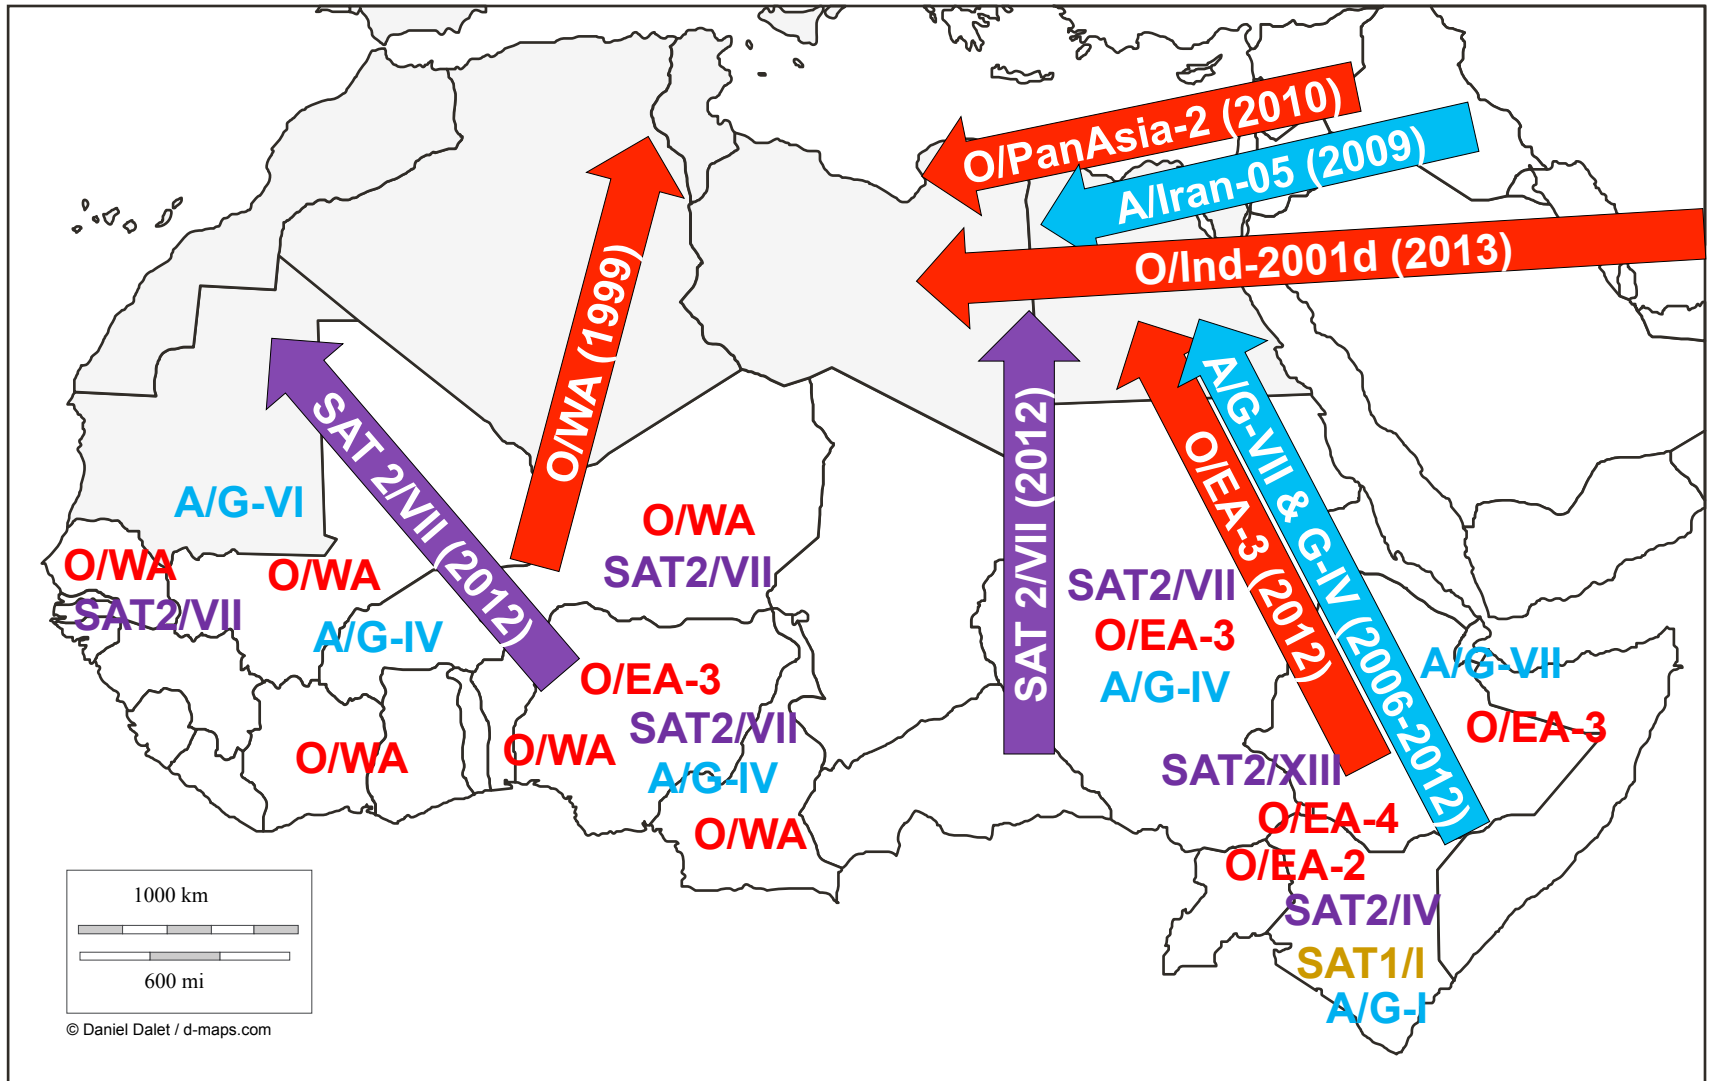 O/PanAsia-2 (2010)
A/Iran-05 (2009)
O/Ind-2001d (2013)
O/WA (1999)
SAT 2/VII (2012)
SAT 2/VII (2012)
O/EA-3 (2012)
A/G-VII & G-IV (2006-2012)
A/G-VI
O/WA
SAT2/VII
O/WA
A/G-IV
O/WA
SAT2/VII
O/EA-3
SAT2/VII
O/WA
A/G-IV
O/WA
O/WA
SAT2/VII
O/EA-3
A/G-IV
A/G-VII
O/EA-3
SAT2/XIII
O/EA-4
O/EA-2
SAT2/IV
SAT1/I
A/G-I
1000 km
600 mi
© Daniel Dalet / d-maps.com